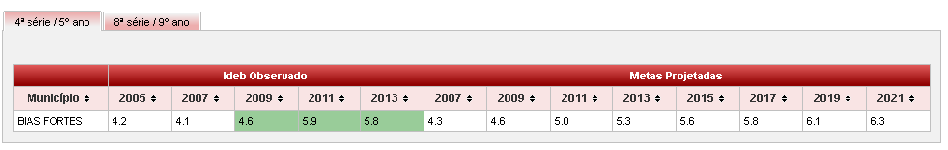 4ª série / 5º ano 8ª série / 9º ano
Ideb Observado Metas Projetadas
Município 2005 2007 2009 2011 2013 2007 2009 2011 2013 2015 2017 2019 2021
BIAS FORTES 4.2 4.1 4.6 5.9 5.8 4.3 4.6 5.0 5.3 5.6 5.8 6.1 6.3